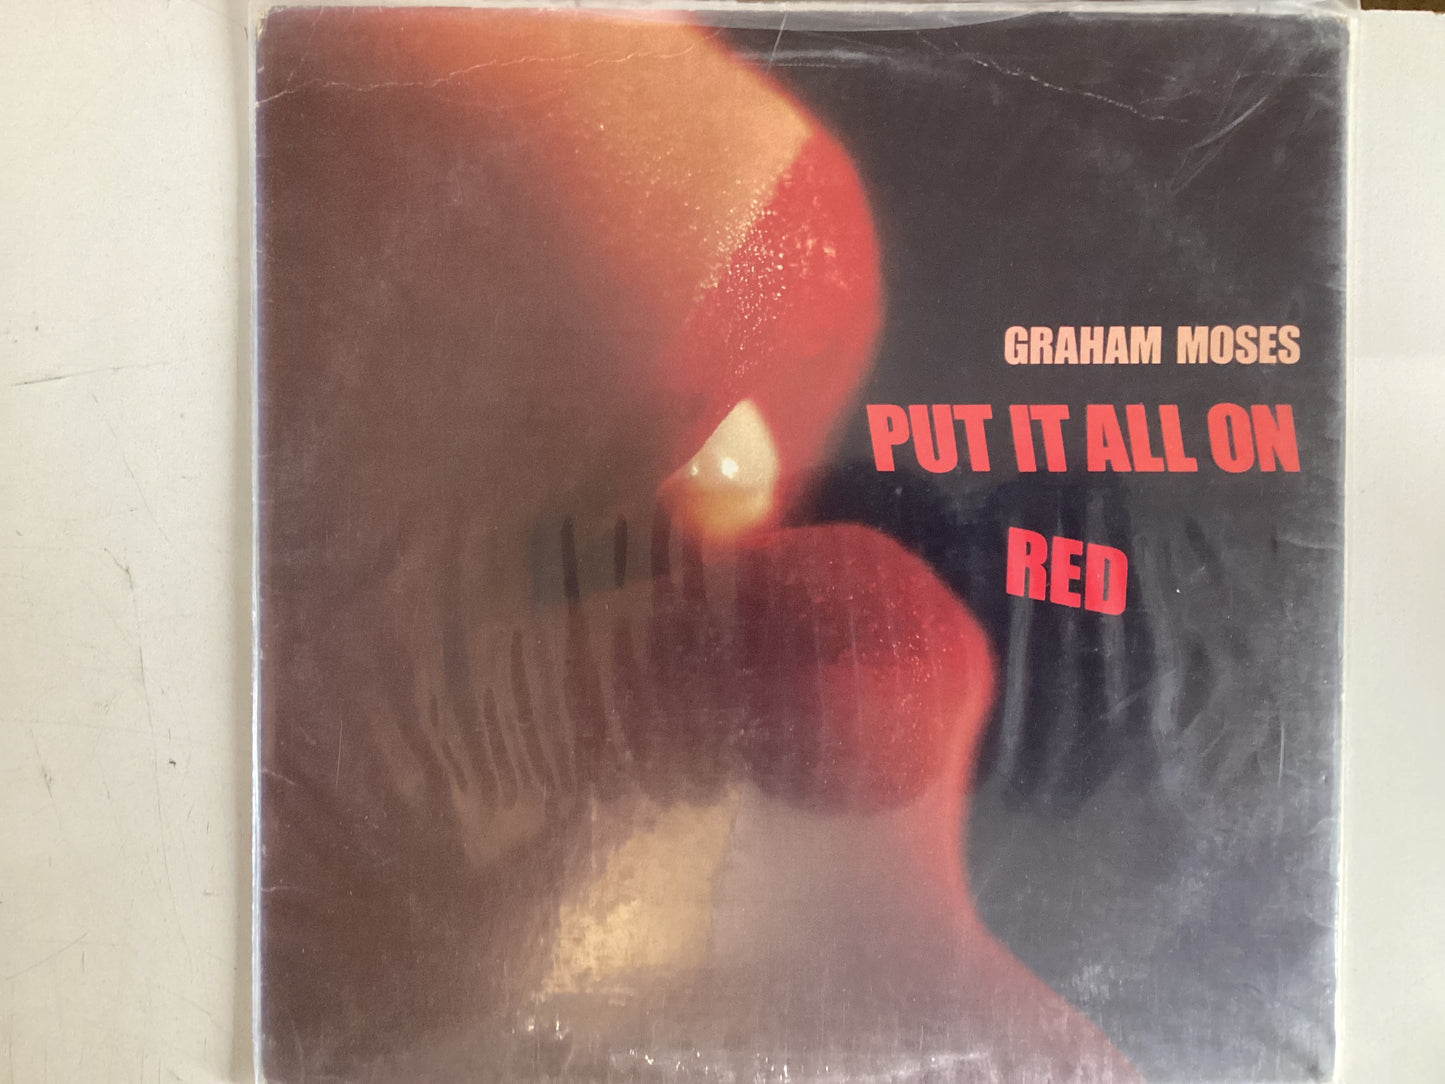 GRAHAM MOSES
PUT IT ALL ON
RED